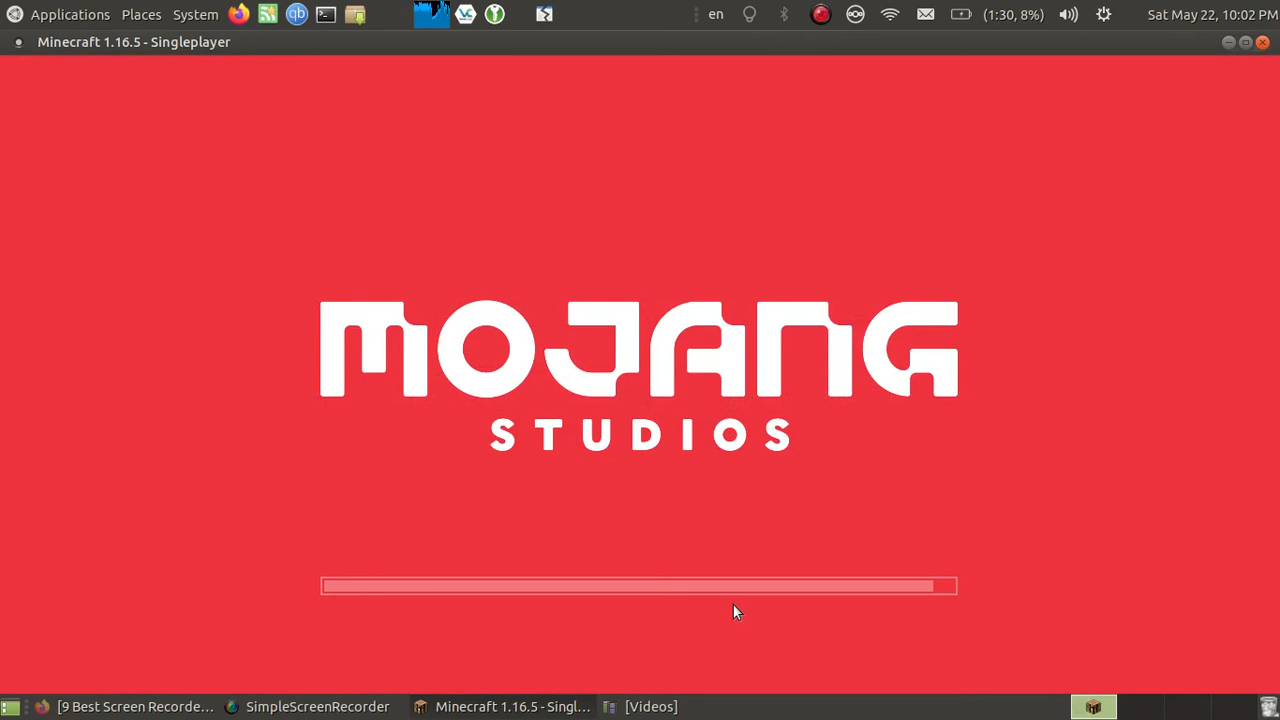 Applications Places System en (1:30, 8%) Sat May 22, 10:02 PM
Minecraft 1.16.5 - Singleplayer
MOJANG
STUDIOS
[9 Best Screen Recorde... SimpleScreenRecorder Minecraft 1.16.5 - Singl... [Videos]